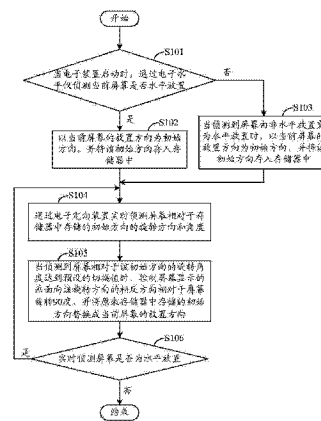 开始
S101
当电子装置启动时，通过电子水
平仪侦测当前屏幕是否水平放置
否
是
S102
以当前屏幕的放置方向为初始
方向，并将该初始方向存入存
储器中
S103
当侦测到屏幕由非水平放置变
为水平放置时，以当前屏幕的
放置方向为初始方向，并将该
初始方向存入存储器中
S104
通过电子定向装置实时侦测屏幕相对于存
储器中存储的初始方向的旋转方向和角度
S105
当侦测到屏幕相对于该初始方向的旋转角
度达到预设的切换值时，控制屏幕显示的
画面向该旋转方向的相反方向相对于屏幕
旋转90度，并将原来存储器中存储的初始
方向替换成当前屏幕的放置方向
S106
是
实时侦测屏幕是否为水平放置
否
结束